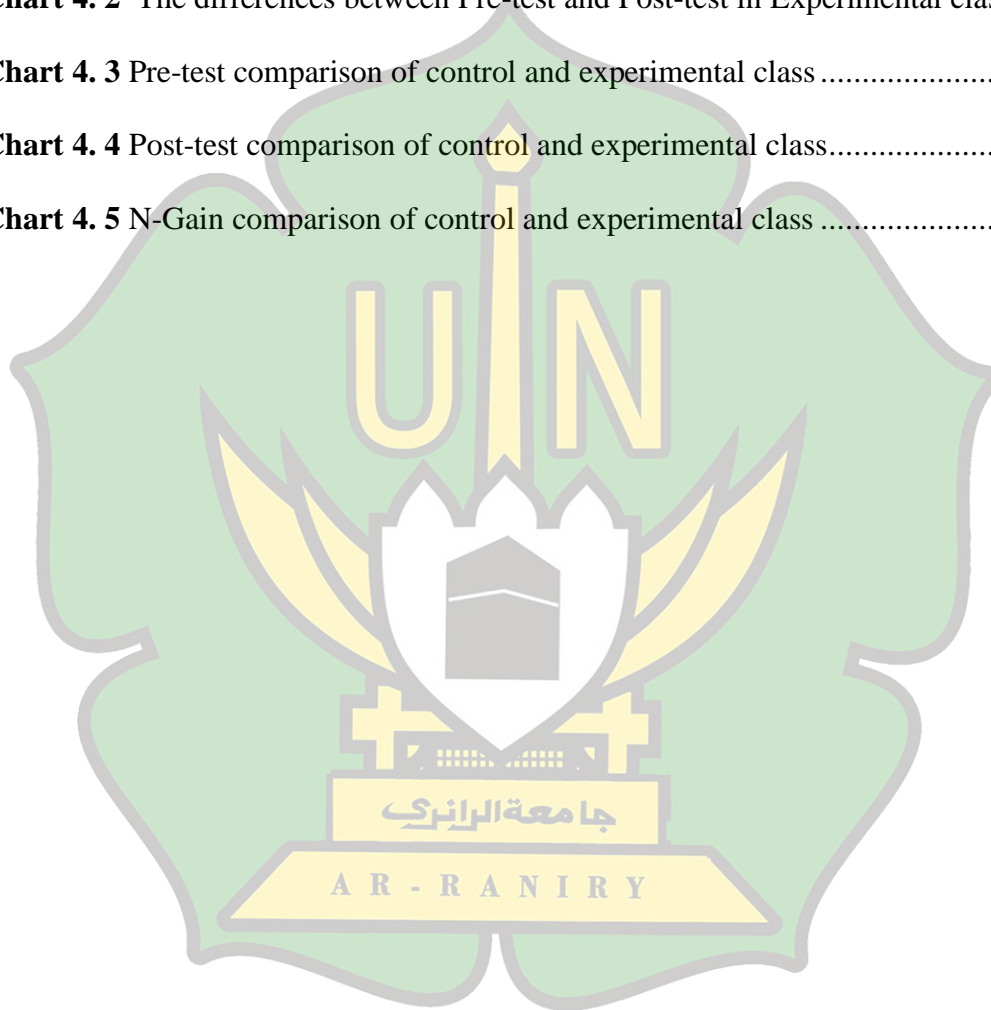 Chart 4. 2 The differences between Pre-test and Post-test in Experimental clas
Chart 4. 3 Pre-test comparison of control and experimental class ......................
Chart 4. 4 Post-test comparison of control and experimental class.....................
Chart 4. 5 N-Gain comparison of control and experimental class ......................
U N
جامعة الرانري
AR-RANIRY